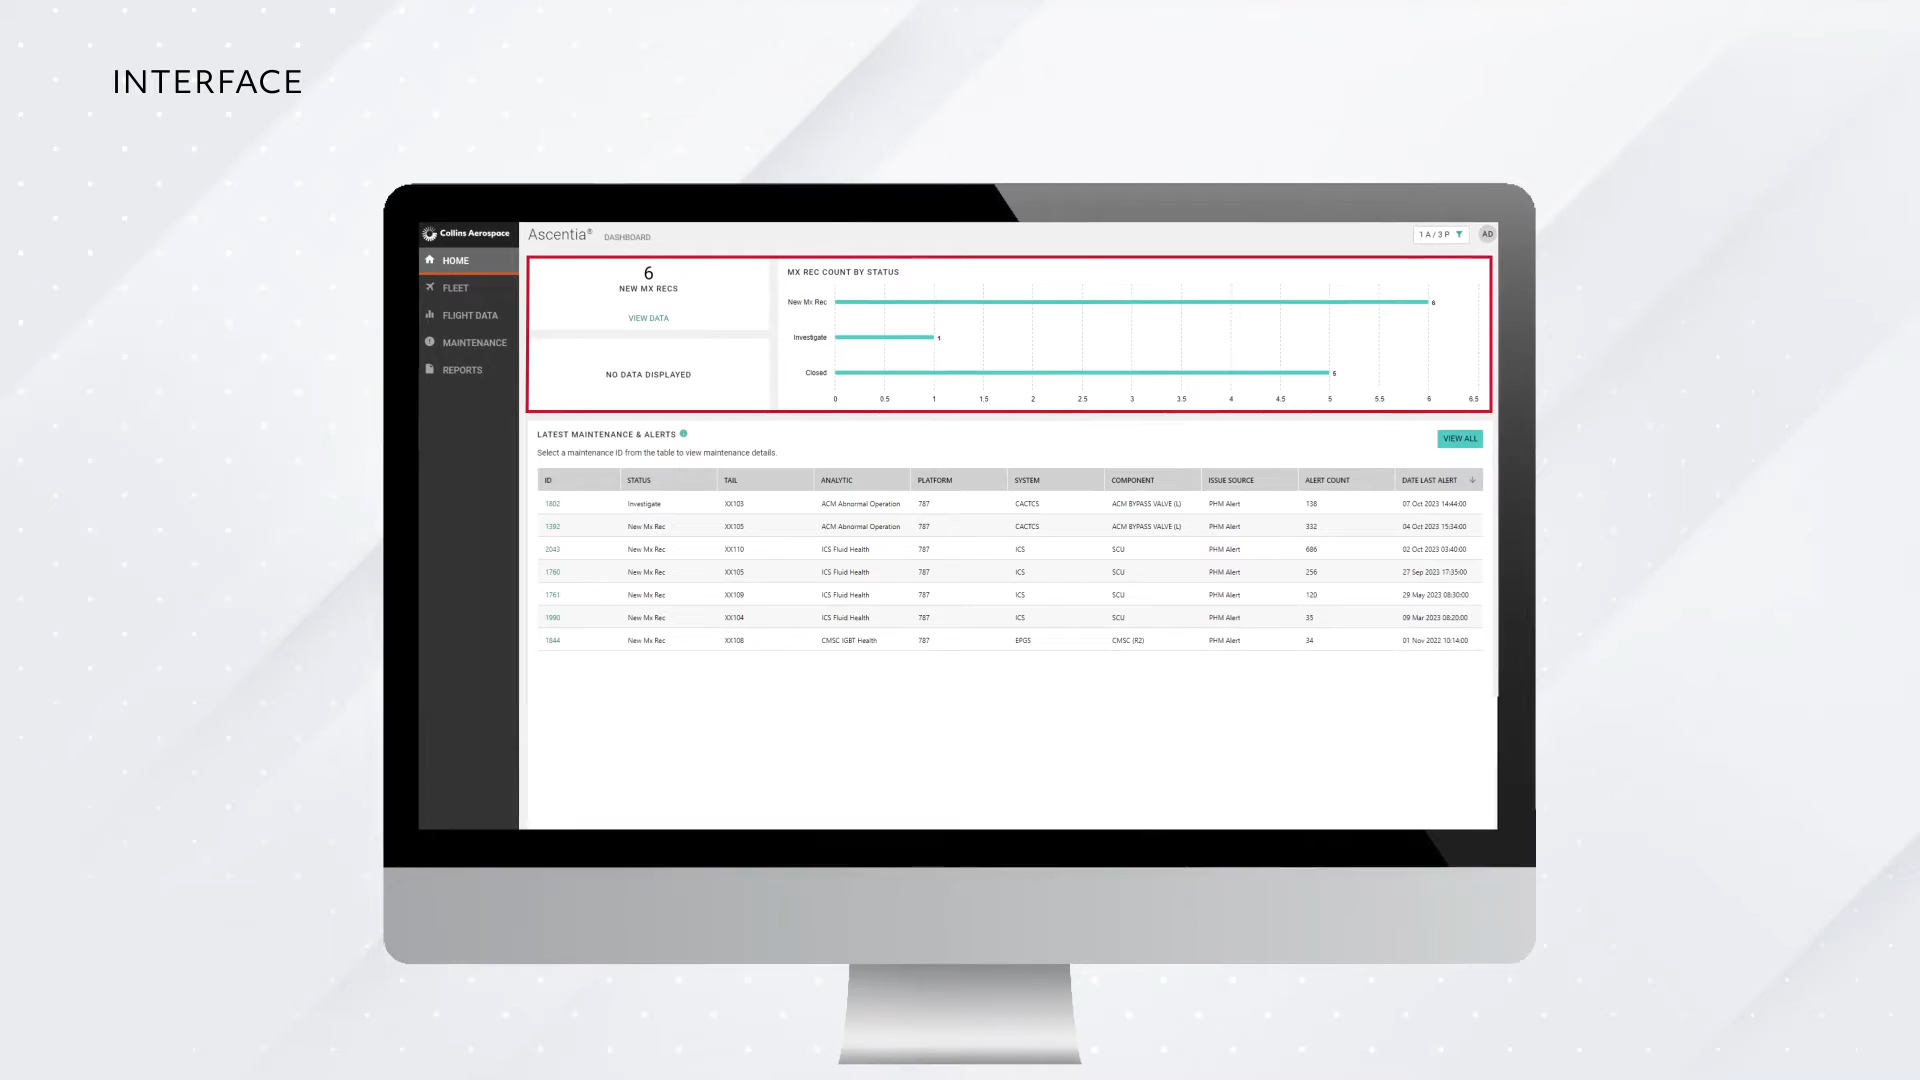 INTERFACE
Collins Aerospace
Ascentia® DASHBOARD
1 A / 3 P
AD
HOME
FLEET
FLIGHT DATA
MAINTENANCE
REPORTS
6
NEW MX RECS
VIEW DATA
NO DATA DISPLAYED
MX REC COUNT BY STATUS
New Mx Rec 6
Investigate 1
Closed 5
0 0.5 1 1.5 2 2.5 3 3.5 4 4.5 5 5.5 6 6.5
LATEST MAINTENANCE & ALERTS
VIEW ALL
Select a maintenance ID from the table to view maintenance details.
ID STATUS TAIL ANALYTIC PLATFORM SYSTEM COMPONENT ISSUE SOURCE ALERT COUNT DATE LAST ALERT
1802 Investigate XX103 ACM Abnormal Operation 787 CACTCS ACM BYPASS VALVE (L) PHM Alert 138 07 Oct 2023 14:44:00
1392 New Mx Rec XX105 ACM Abnormal Operation 787 CACTCS ACM BYPASS VALVE (L) PHM Alert 332 04 Oct 2023 15:34:00
2043 New Mx Rec XX110 ICS Fluid Health 787 ICS SCU PHM Alert 686 02 Oct 2023 03:40:00
1760 New Mx Rec XX105 ICS Fluid Health 787 ICS SCU PHM Alert 256 27 Sep 2023 17:35:00
1761 New Mx Rec XX109 ICS Fluid Health 787 ICS SCU PHM Alert 120 29 May 2023 08:30:00
1990 New Mx Rec XX104 ICS Fluid Health 787 ICS SCU PHM Alert 35 09 Mar 2023 08:20:00
1844 New Mx Rec XX108 CMSC IGBT Health 787 EPGS CMSC (R2) PHM Alert 34 01 Nov 2022 10:14:00